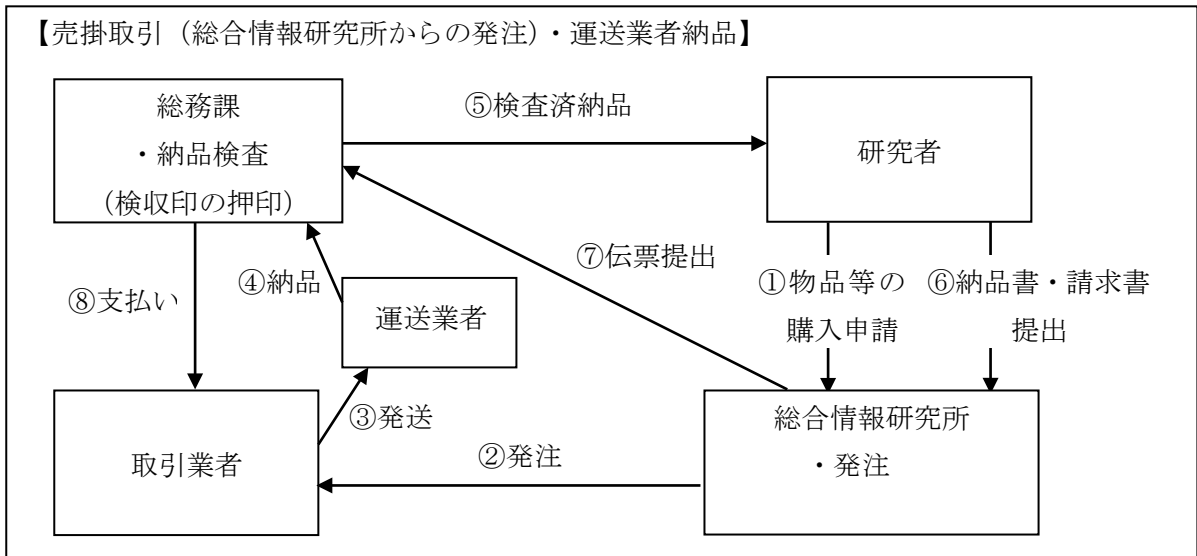 【売掛取引（総合情報研究所からの発注）・運送業者納品】
総務課
・納品検査
（検収印の押印）
⑤検査済納品
研究者
⑦伝票提出
①物品等の
購入申請
⑥納品書・請求書
提出
④納品
⑧支払い
運送業者
③発送
取引業者
②発注
総合情報研究所
・発注